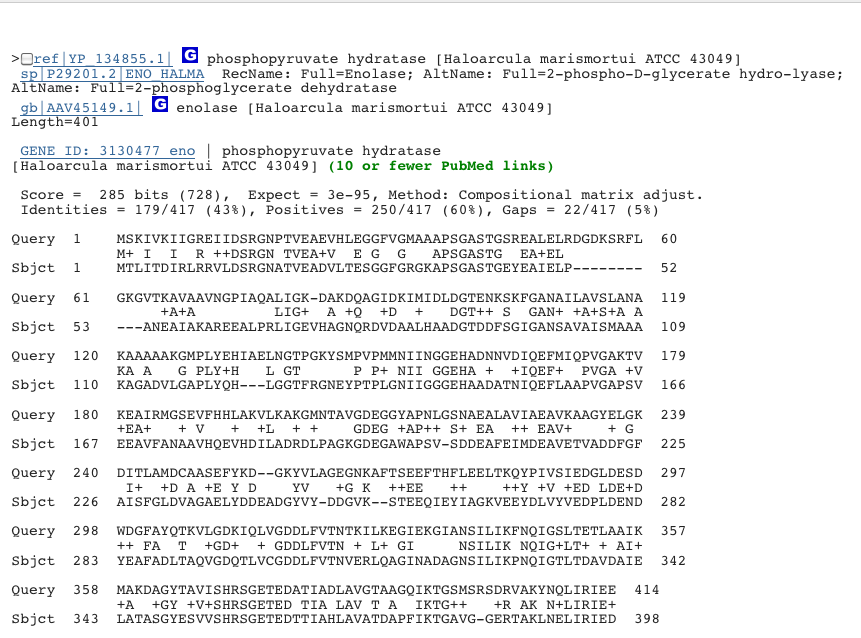 >ref|YP_134855.1| G phosphopyruvate hydratase [Haloarcula marismortui ATCC 43049]
sp|P29201.2|ENO_HALMA RecName: Full=Enolase; AltName: Full=2-phospho-D-glycerate hydro-lyase;
AltName: Full=2-phosphoglycerate dehydratase
gb|AAV45149.1| G enolase [Haloarcula marismortui ATCC 43049]
Length=401
GENE ID: 3130477 eno | phosphopyruvate hydratase
[Haloarcula marismortui ATCC 43049] (10 or fewer PubMed links)
Score =  285 bits (728),  Expect = 3e-95, Method: Compositional matrix adjust.
Identities = 179/417 (43%), Positives = 250/417 (60%), Gaps = 22/417 (5%)
Query  1    MSKIVKIIGREIIDSRGNPTVEAEVHLEGGFVGMAAAPSGASTGSREALELRDGDKSRFL  60
            M+ I  I  R ++DSRGN TVEA+V   E G  G   APSGASTG  EA+EL
Sbjct  1    MTLITDIRLRRVLDSRGNATVEADVLTESGGFGRGKAPSGASTGEYEAIELP--------  52
Query  61   GKGVTKAVAAVNGPIAQALIGK-DAKDQAGIDKIMIDLDGTENKSKFGANAILAVSLANA  119
                +A+A          LIG+  A +Q   +D  +   DGT++ S  GAN+ +A+S+A A
Sbjct  53   ---ANEAIAKAREEALPRLIGEVHAGNQRDVDAALHAADGTDDFSGIGANSAVAISMAAA  109
Query  120  KAAAAAKGMPLYEHIAELNGTPGKYSMPVPMMNIINGGEHADNNVDIQEFMIQPVGAKTV  179
            KA A    G PLY+H   L GT      P P+ NII GGEHA +  +IQEF+  PVGA +V
Sbjct  110  KAGADVLGAPLYQH---LGGTFRGNEYPTPLGNIIGGGEHAADATNIQEFLAAPVGAPSV  166
Query  180  KEAIRMGSEVFHHLAKVLKAKGMNTAVGDEGGYAPNLGSNAEALAVIAEAVKAAGYELGK  239
            +EA+    + V   +  +L  + +     GDEG +AP++ S+ EA  ++ EAV+     + G
Sbjct  167  EEAVFANAAVHQEVHDILADRDLPAGKGDEGAWAPSV-SDDEAFEIMDEAVETVADDFGF  225
Query  240  DITLAMDCAASEFYKD--GKYVLAGEGNKAFTSEEFTHFLEELTKQYPIVSIEDGLDESD  297
             I+   +D A +E Y D    YV    +G K   ++EE   ++     ++Y +V +ED LDE+D
Sbjct  226  AISFGLDVAGAELYDDEADGYVY-DDGVK--STEEQIEYIAGKVEEYDLVYVEDPLDEND  282
Query  298  WDGFAYQTKVLGDKIQLVGDDLFVTNTKILKEGIEKGIANSILIKFNQIGSLTETLAAIK  357
            ++ FA  T   +GD+   + GDDLFVTN + L+ GI     NSILIK NQIG+LT+ + AI+
Sbjct  283  YEAFADLTAQVGDQTLVCGDDLFVTNVERLQAGINADAGNSILIKPNQIGTLTDAVDAIE  342
Query  358  MAKDAGYTAVISHRSGETEDATIADLAVGTAAGQIKTGSMSRSDRVAKYNQLIRIEE  414
            +A  +GY +V+SHRSGETED TIA LAV T A   IKTG++   +R AK N+LIRIE+
Sbjct  343  LATASGYESVVSHRSGETEDTTIAHLAVATDAPFIKTGAVG-GERTAKLNELIRIED  398